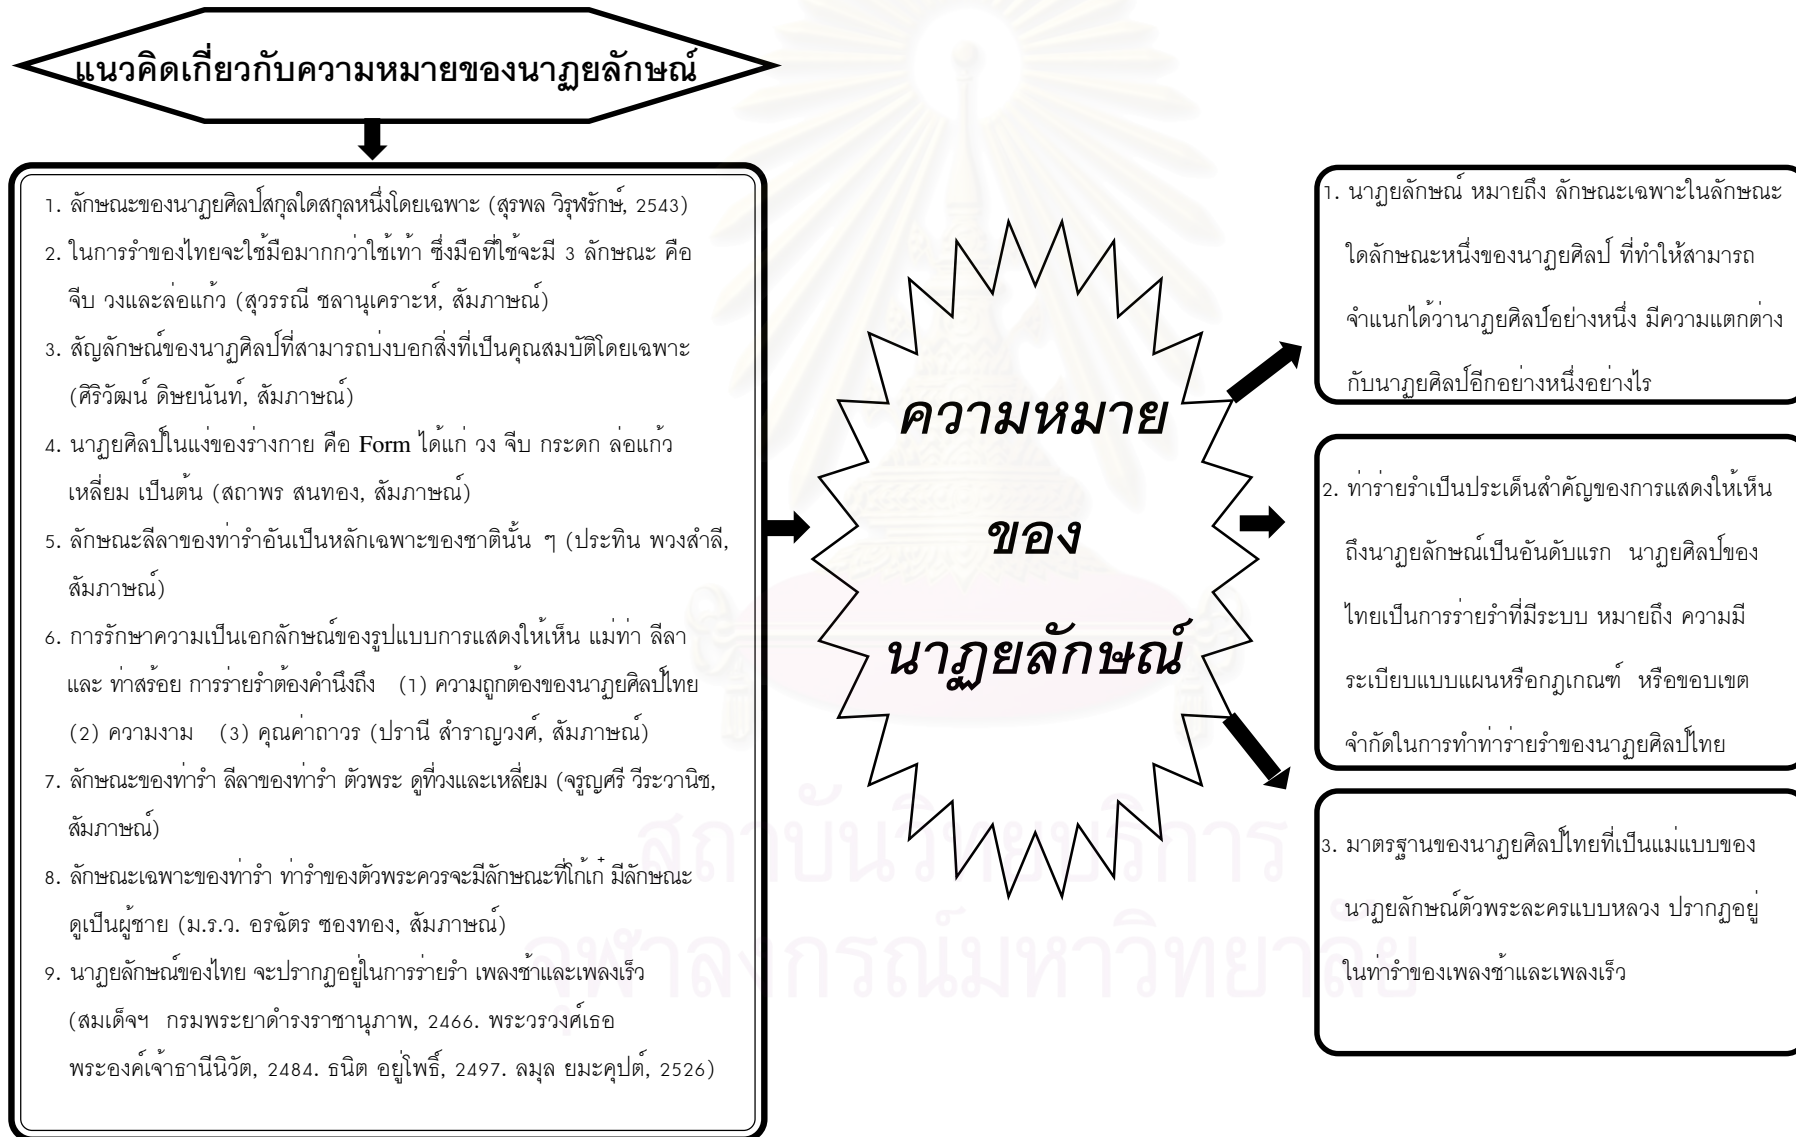 แนวคิดเกี่ยวกับความหมายของนาฏยลักษณ์
1. ลักษณะของนาฏยศิลป์สกุลใดสกุลหนึ่งโดยเฉพาะ (สุรพล วิรุฬรักษ์, 2543)
2. ในการรำของไทยจะใช้มือมากกว่าใช้เท้า ซึ่งมือที่ใช้จะมี 3 ลักษณะ คือ
จีบ วงและล่อแก้ว (สุวรรณี ชลานุเคราะห์, สัมภาษณ์)
3. สัญลักษณ์ของนาฏศิลป์ที่สามารถบ่งบอกสิ่งที่เป็นคุณสมบัติโดยเฉพาะ
(ศิริวัฒน์ ดิษยนันท์, สัมภาษณ์)
4. นาฏยศิลป์ในแง่ของร่างกาย คือ Form ได้แก่ วง จีบ กระดก ล่อแก้ว
เหลี่ยม เป็นต้น (สถาพร สนทอง, สัมภาษณ์)
5. ลักษณะลีลาของท่ารำอันเป็นหลักเฉพาะของชาตินั้น ๆ (ประทิน พวงสำลี,
สัมภาษณ์)
6. การรักษาความเป็นเอกลักษณ์ของรูปแบบการแสดงให้เห็น แม่ท่า ลีลา
และ ท่าสร้อย การร่ายรำต้องคำนึงถึง (1) ความถูกต้องของนาฏยศิลป์ไทย
(2) ความงาม (3) คุณค่าถาวร (ปรานี สำราญวงศ์, สัมภาษณ์)
7. ลักษณะของท่ารำ ลีลาของท่ารำ ตัวพระ ดูที่วงและเหลี่ยม (จรูญศรี วีระวานิช,
สัมภาษณ์)
8. ลักษณะเฉพาะของท่ารำ ท่ารำของตัวพระควรจะมีลักษณะที่โก้เก๋ มีลักษณะ
ดูเป็นผู้ชาย (ม.ร.ว. อรฉัตร ซองทอง, สัมภาษณ์)
9. นาฏยลักษณ์ของไทย จะปรากฏอยู่ในการร่ายรำ เพลงช้าและเพลงเร็ว
(สมเด็จฯ กรมพระยาดำรงราชานุภาพ, 2466. พระวรวงศ์เธอ
พระองค์เจ้าธานีนิวัต, 2484. ธนิต อยู่โพธิ์, 2497. ลมุล ยมะคุปต์, 2526)
ความหมาย
ของ
นาฏยลักษณ์
1. นาฏยลักษณ์ หมายถึง ลักษณะเฉพาะในลักษณะ
ใดลักษณะหนึ่งของนาฏยศิลป์ ที่ทำให้สามารถ
จำแนกได้ว่านาฏยศิลป์อย่างหนึ่ง มีความแตกต่าง
กับนาฏยศิลป์อีกอย่างหนึ่งอย่างไร
2. ท่าร่ายรำเป็นประเด็นสำคัญของการแสดงให้เห็น
ถึงนาฏยลักษณ์เป็นอันดับแรก นาฏยศิลป์ของ
ไทยเป็นการร่ายรำที่มีระบบ หมายถึง ความมี
ระเบียบแบบแผนหรือกฎเกณฑ์ หรือขอบเขต
จำกัดในการทำท่าร่ายรำของนาฏยศิลป์ไทย
3. มาตรฐานของนาฏยศิลป์ไทยที่เป็นแม่แบบของ
นาฏยลักษณ์ตัวพระละครแบบหลวง ปรากฏอยู่
ในท่ารำของเพลงช้าและเพลงเร็ว
สถาบันวิทยบริการ
จุฬาลงกรณ์มหาวิทยาลัย